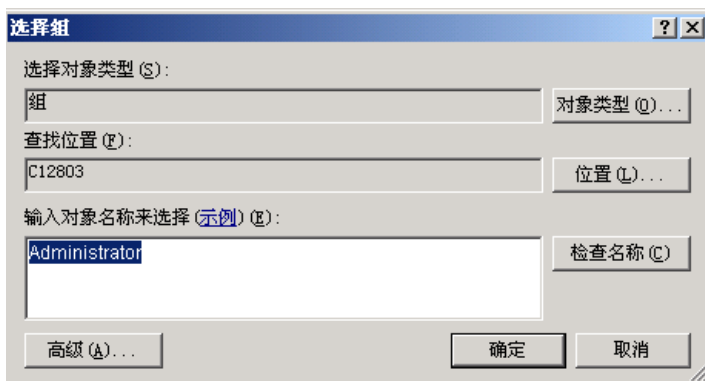 选择组
选择对象类型(S):
组
对象类型(O)...
查找位置(F):
C12803
位置(L)...
输入对象名称来选择(示例)(E):
Administrator
检查名称(C)
高级(A)...
确定
取消